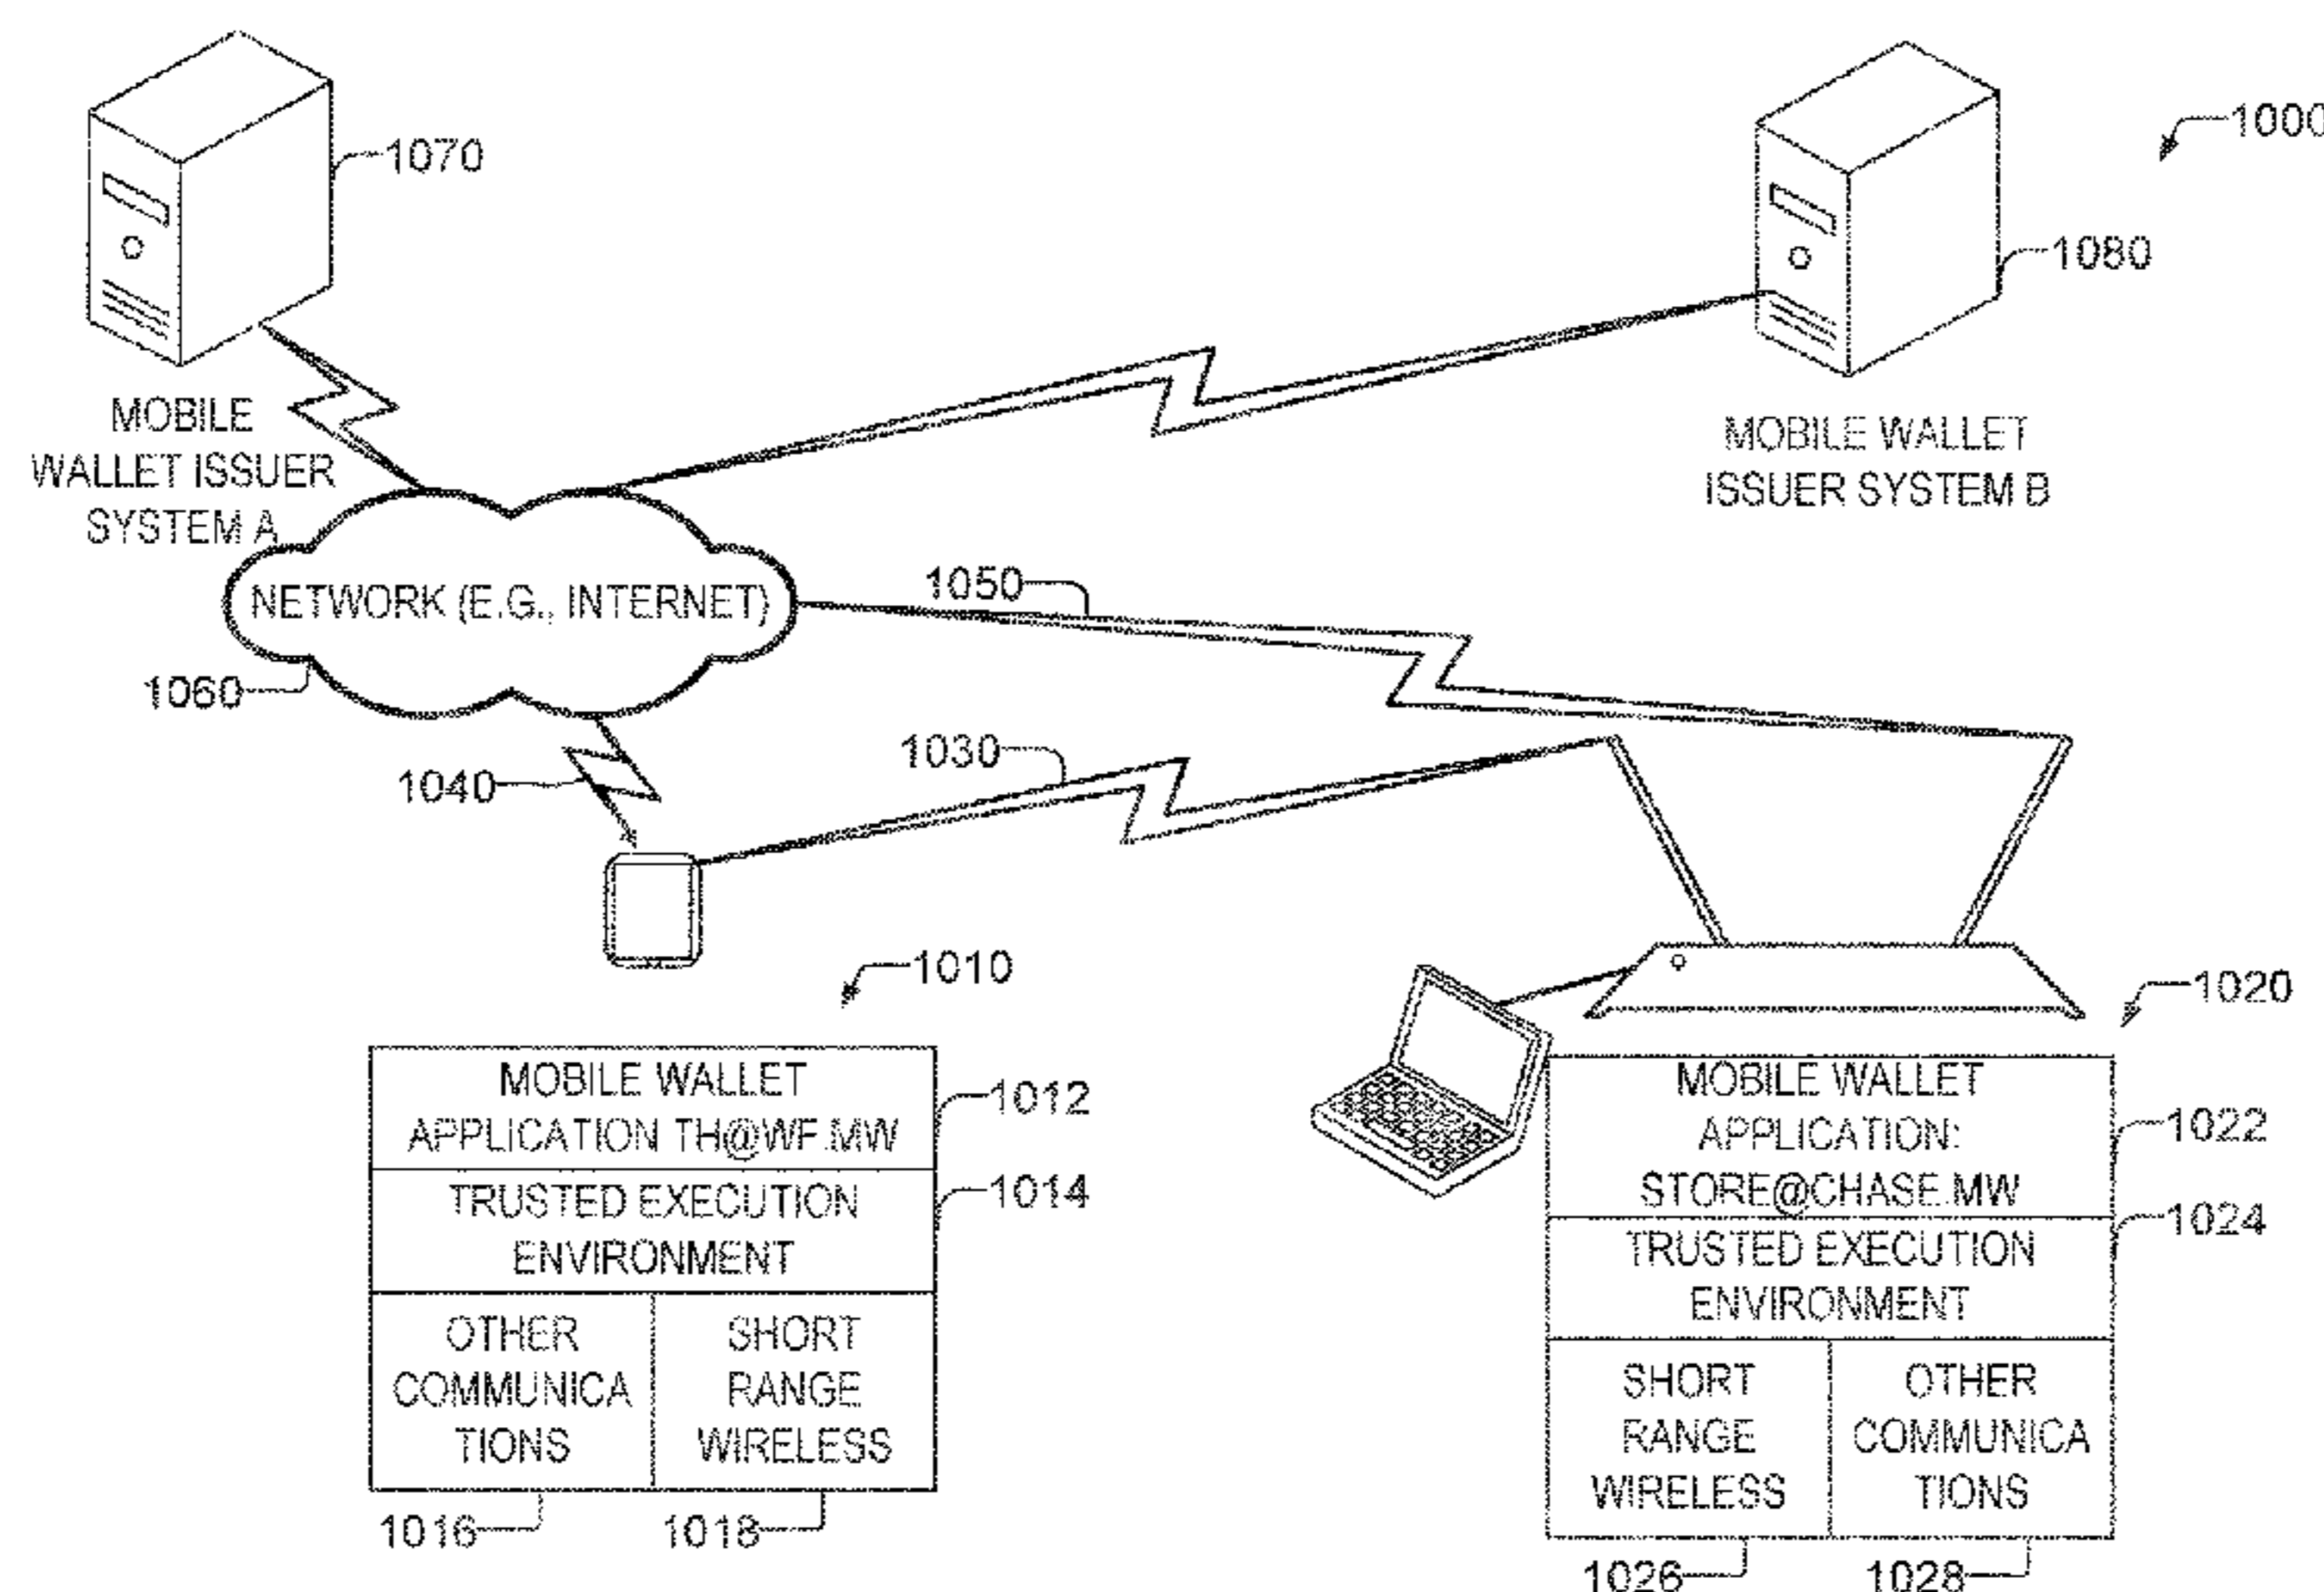 1000
1070
1080
MOBILE
WALLET ISSUER
SYSTEM A
MOBILE WALLET
ISSUER SYSTEM B
NETWORK (E.G., INTERNET)
1050
1060
1030
1040
1010
1020
MOBILE WALLET
APPLICATION TH@WF.MW
1012
TRUSTED EXECUTION
ENVIRONMENT
1014
OTHER
COMMUNICA
TIONS
SHORT
RANGE
WIRELESS
1016
1018
MOBILE WALLET
APPLICATION:
STORE@CHASE.MW
1022
TRUSTED EXECUTION
ENVIRONMENT
1024
SHORT
RANGE
WIRELESS
OTHER
COMMUNICA
TIONS
1026
1028